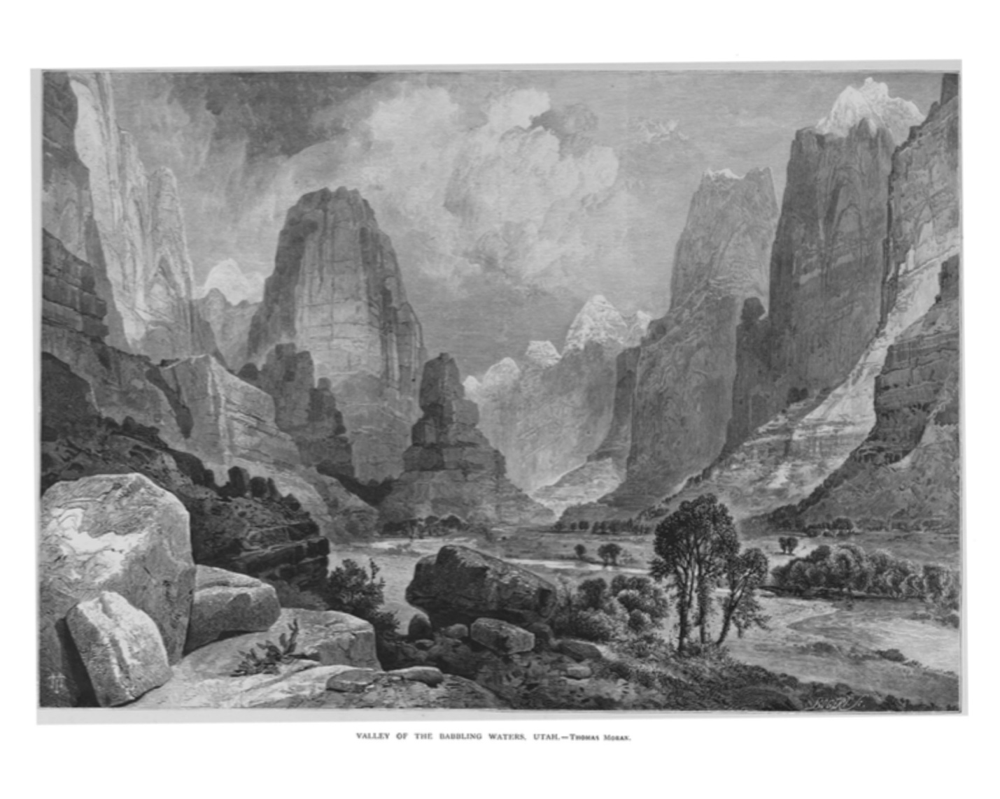 VALLEY OF THE BABBLING WATERS, UTAH.—Thomas Moran.